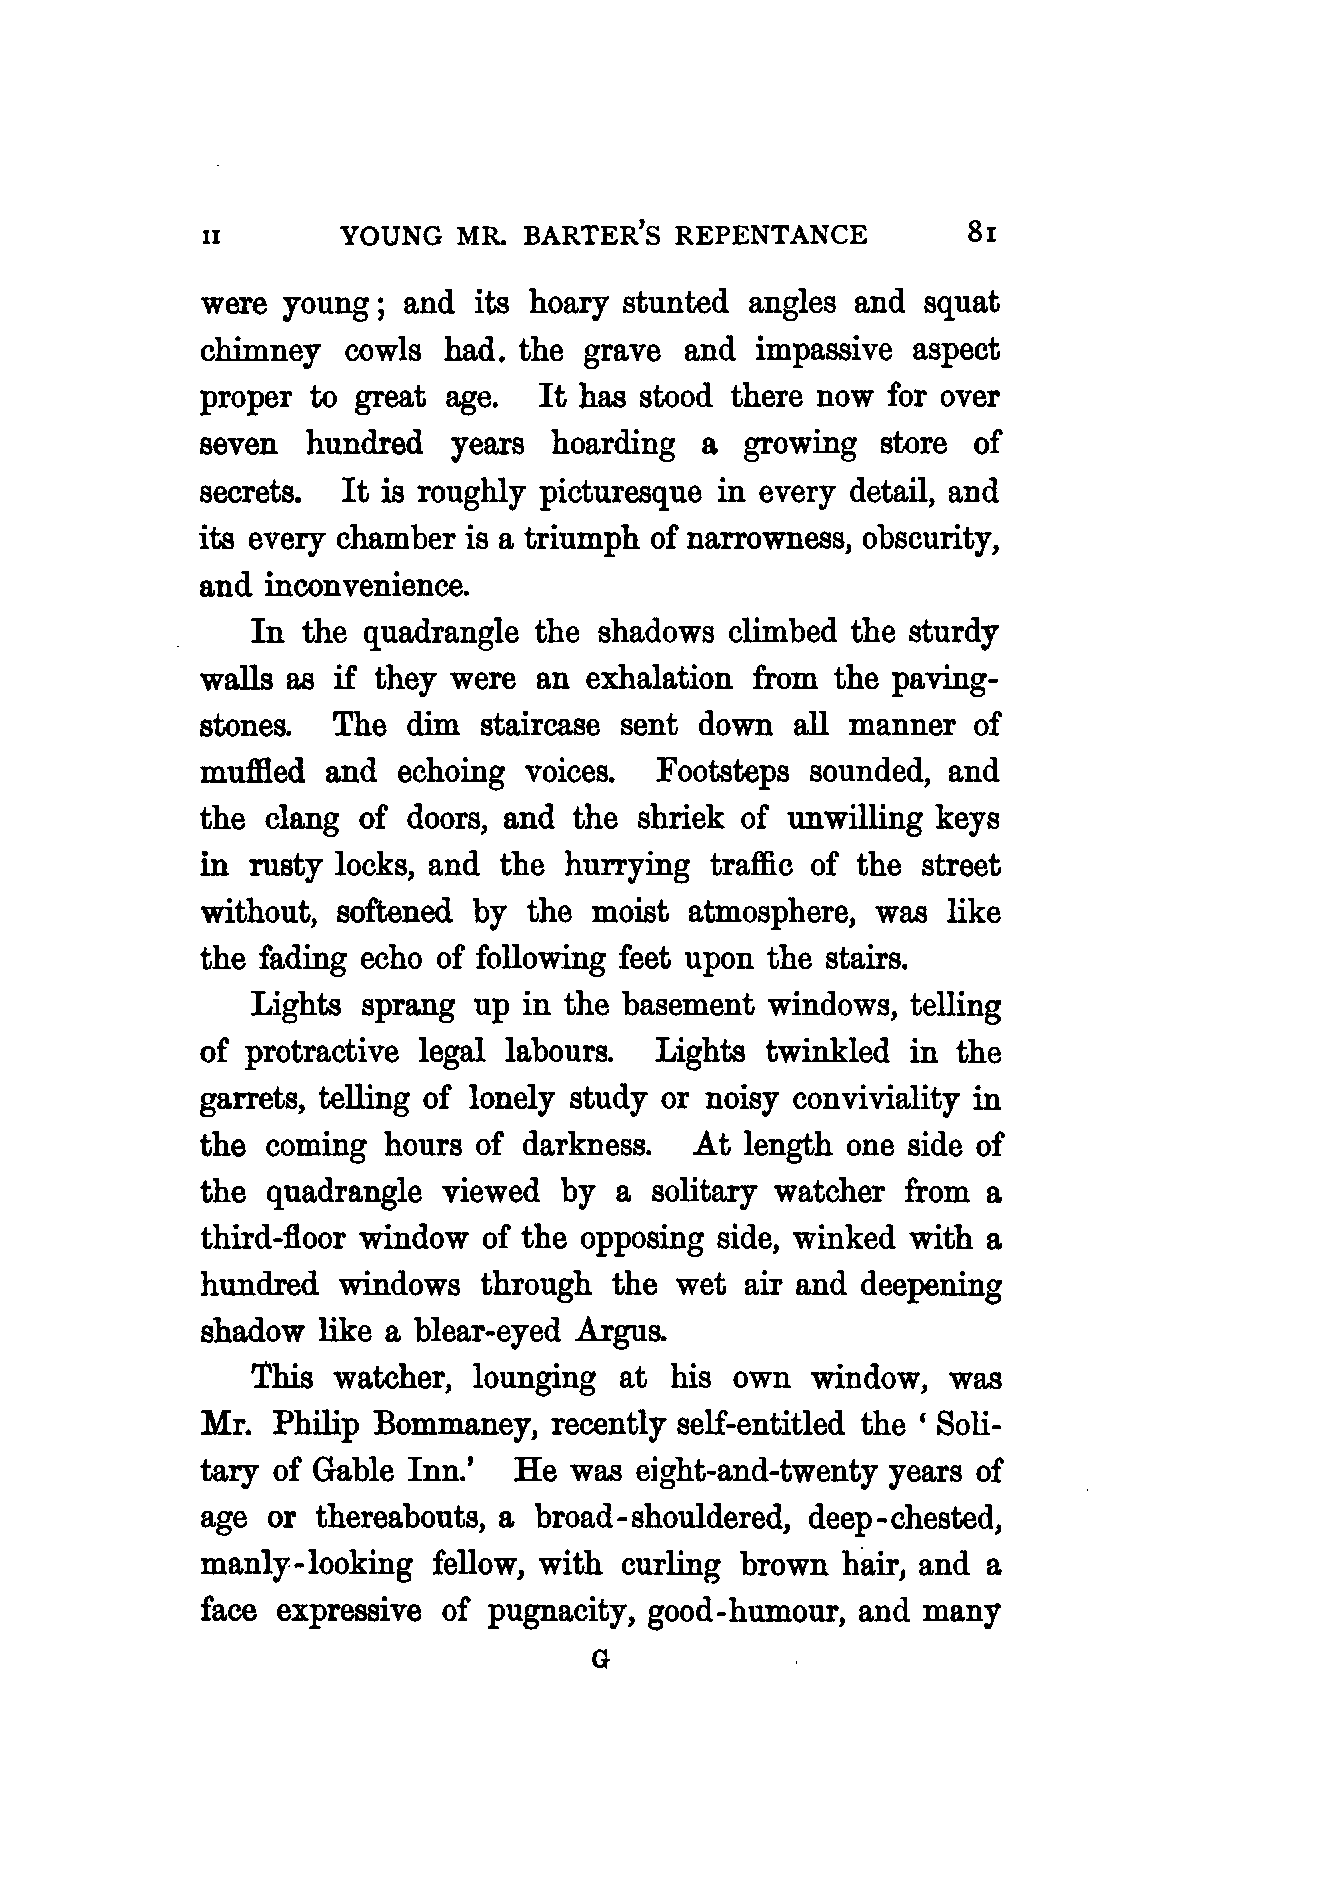 II YOUNG MR. BARTER'S REPENTANCE 81
were young; and its hoary stunted angles and squat
chimney cowls had. the grave and impassive aspect
proper to great age. It has stood there now for over
seven hundred years hoarding a growing store of
secrets. It is roughly picturesque in every detail, and
its every chamber is a triumph of narrowness, obscurity,
and inconvenience.
In the quadrangle the shadows climbed the sturdy
walls as if they were an exhalation from the paving-
stones. The dim staircase sent down all manner of
muffled and echoing voices. Footsteps sounded, and
the clang of doors, and the shriek of unwilling keys
in rusty locks, and the hurrying traffic of the street
without, softened by the moist atmosphere, was like
the fading echo of following feet upon the stairs.
Lights sprang up in the basement windows, telling
of protractive legal labours. Lights twinkled in the
garrets, telling of lonely study or noisy conviviality in
the coming hours of darkness. At length one side of
the quadrangle viewed by a solitary watcher from a
third-floor window of the opposing side, winked with a
hundred windows through the wet air and deepening
shadow like a blear-eyed Argus.
This watcher, lounging at his own window, was
Mr. Philip Bommaney, recently self-entitled the ‘Soli-
tary of Gable Inn.’ He was eight-and-twenty years of
age or thereabouts, a broad-shouldered, deep-chested,
manly-looking fellow, with curling brown hair, and a
face expressive of pugnacity, good-humour, and many
G